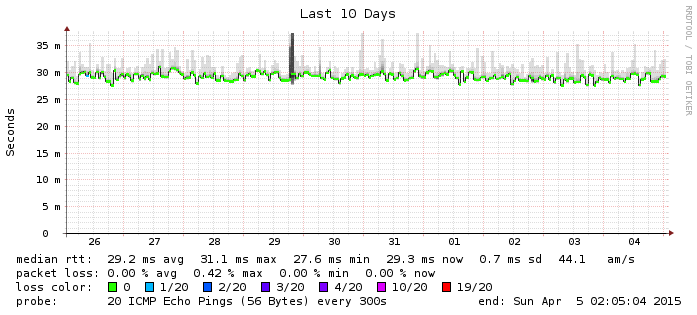 Last 10 Days
RRDTOOL / TOBI OETIKER
Seconds
35 m
30 m
25 m
20 m
15 m
10 m
5 m
0
26 27 28 29 30 31 01 02 03 04
median rtt: 29.2 ms avg 31.1 ms max 27.6 ms min 29.3 ms now 0.7 ms sd 44.1 am/s
packet loss: 0.00 % avg 0.42 % max 0.00 % min 0.00 % now
loss color: 0 1/20 2/20 3/20 4/20 10/20 19/20
probe: 20 ICMP Echo Pings (56 Bytes) every 300s end: Sun Apr 5 02:05:04 2015